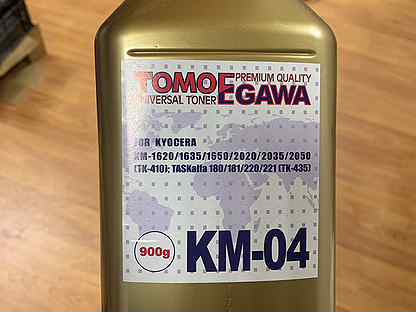 TOMOEGAWA
PREMIUM QUALITY
UNIVERSAL TONER
FOR KYOCERA
KM-1620/1635/1650/2020/2035/2050
(TK-410); TASKalfa 180/181/220/221 (TK-435)
900g
KM-04